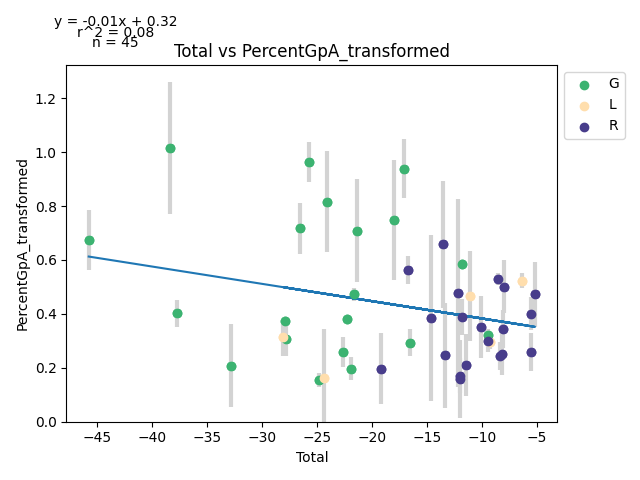 y = -0.01x + 0.32
r^2 = 0.08
n = 45
Total vs PercentGpA_transformed
G
L
R
PercentGpA_transformed
1.2
1.0
0.8
0.6
0.4
0.2
0.0
−45 −40 −35 −30 −25 −20 −15 −10 −5
Total